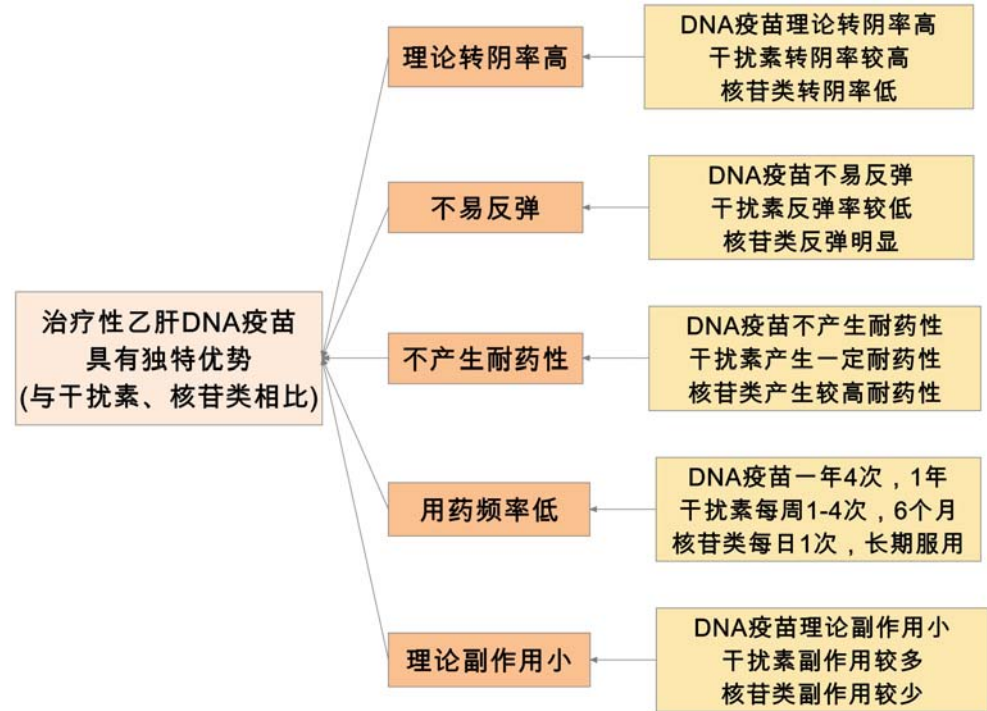 治疗性乙肝DNA疫苗
具有独特优势
(与干扰素、核苷类相比)
理论转阴率高
DNA疫苗理论转阴率高
干扰素转阴率较高
核苷类转阴率低
不易反弹
DNA疫苗不易反弹
干扰素反弹率较低
核苷类反弹明显
不产生耐药性
DNA疫苗不产生耐药性
干扰素产生一定耐药性
核苷类产生较高耐药性
用药频率低
DNA疫苗一年4次，1年
干扰素每周1-4次，6个月
核苷类每日1次，长期服用
理论副作用小
DNA疫苗理论副作用小
干扰素副作用较多
核苷类副作用较少